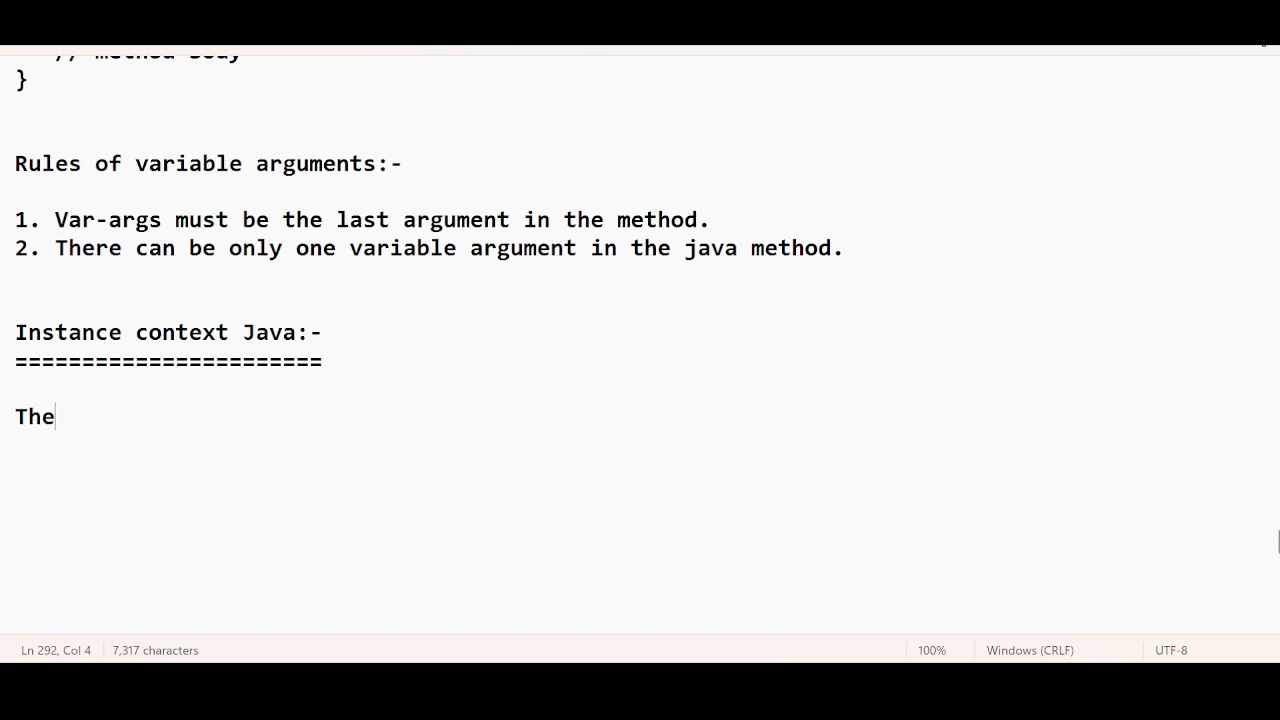 // method body
}
Rules of variable arguments:-
1. Var-args must be the last argument in the method.
2. There can be only one variable argument in the java method.
Instance context Java:-
=======================
The
Ln 292, Col 4 7,317 characters 100% Windows (CRLF) UTF-8